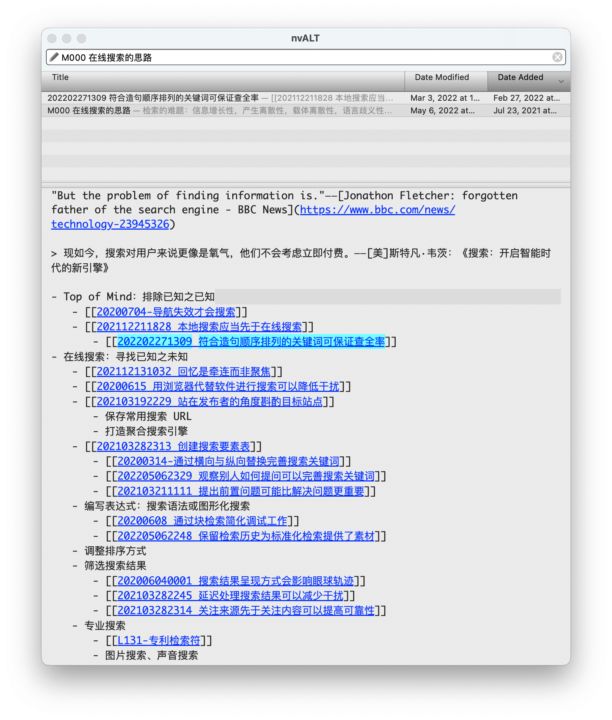 nvALT
M000 在线搜索的思路
Title Date Modified Date Added
202202271309 符合造句顺序排列的关键词可保证查全率 — [[202112211828 本地搜索应当先于在线搜索... Mar 3, 2022 at 1... Feb 27, 2022 at...
M000 在线搜索的思路 — 检索的难题：信息增长性，产生离散性，载体离散性，语言歧义性... May 6, 2022 at... Jul 23, 2021 at...
"But the problem of finding information is."——[Jonathon Fletcher: forgotten
father of the search engine - BBC News](https://www.bbc.com/news/
technology-23945326)
> 现如今，搜索对用户来说更像是氧气，他们不会考虑立即付费。——[美]斯特凡·韦茨：《搜索：开启智能时
代的新引擎》
- Top of Mind：排除已知之已知
- [[20200704-导航失效才会搜索]]
- [[202112211828 本地搜索应当先于在线搜索]]
- [[202202271309 符合造句顺序排列的关键词可保证查全率]]
- 在线搜索：寻找已知之未知
- [[202112131032 回忆是牵连而非聚焦]]
- [[20200615 用浏览器代替软件进行搜索可以降低干扰]]
- [[202103192229 站在发布者的角度斟酌目标站点]]
- 保存常用搜索 URL
- 打造聚合搜索引擎
- [[202103282313 创建搜索要素表]]
- [[20200314-通过横向与纵向替换完善搜索关键词]]
- [[202205062329 观察别人如何提问可以完善搜索关键词]]
- [[202103211111 提出前置问题可能比解决问题更重要]]
- 编写表达式：搜索语法或图形化搜索
- [[20200608 通过块检索简化调试工作]]
- [[202205062248 保留检索历史为标准化检索提供了素材]]
- 调整排序方式
- 筛选搜索结果
- [[202006040001 搜索结果呈现方式会影响眼球轨迹]]
- [[202103282245 延迟处理搜索结果可以减少干扰]]
- [[202103282314 关注来源先于关注内容可以提高可靠性]]
- 专业搜索
- [[L131-专利检索符]]
- 图片搜索、声音搜索